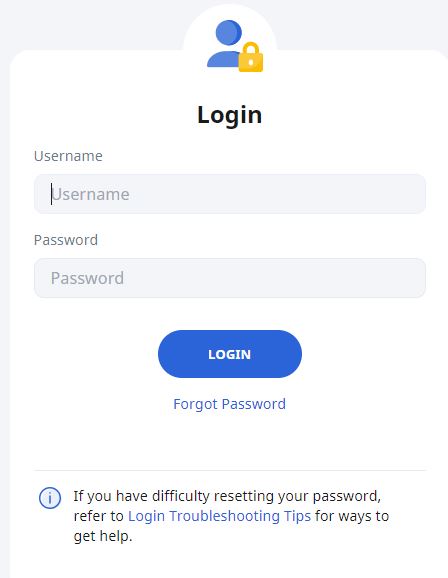 Login
Username
Username
Password
Password
LOGIN
Forgot Password
If you have difficulty resetting your password,
refer to Login Troubleshooting Tips for ways to
get help.